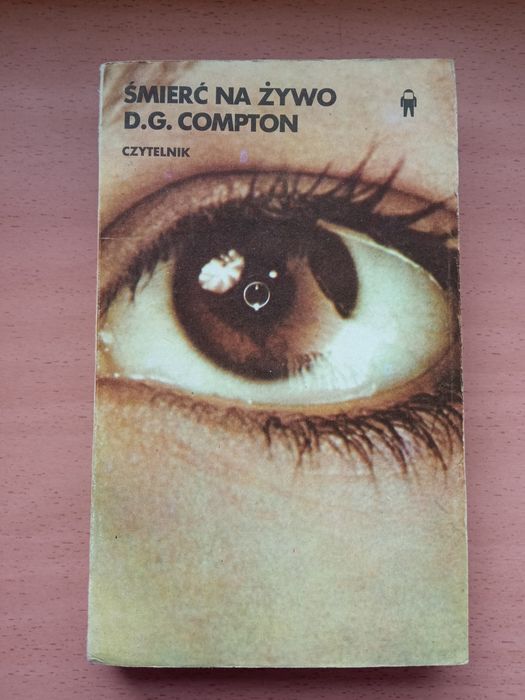 ŚMIERĆ NA ŻYWO
D.G. COMPTON
CZYTELNIK